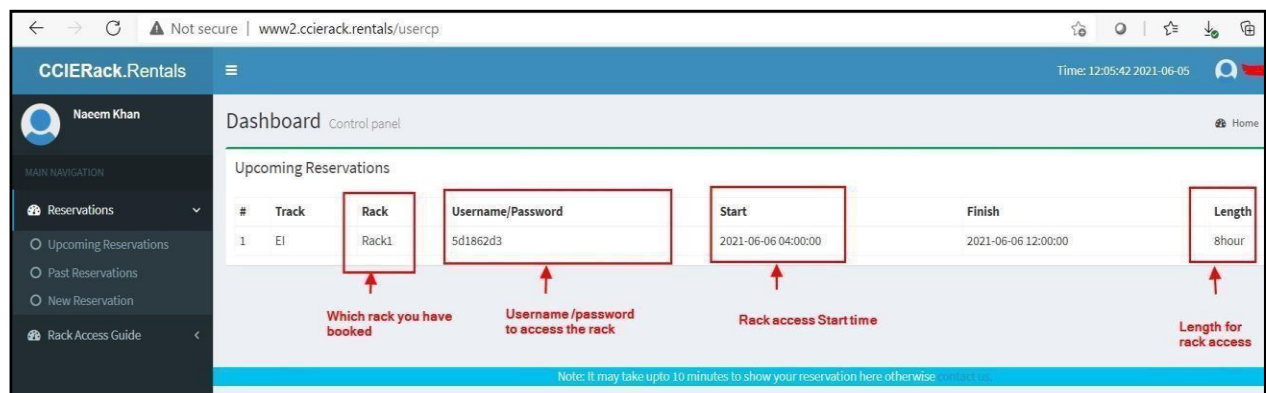 Not secure | www2.ccierack.rentals/usercp
CCIERack.Rentals
Time: 12:05:42 2021-06-05
Naeem Khan
Dashboard Control panel
Home
MAIN NAVIGATION
Upcoming Reservations
Reservations
# Track Rack Username/Password Start Finish Length
1 EI Rack1 5d1862d3 2021-06-06 04:00:00 2021-06-06 12:00:00 8hour
Upcoming Reservations
Past Reservations
New Reservation
Rack Access Guide
Which rack you have
booked
Username /password
to access the rack
Rack access Start time
Length for
rack access
Note: It may take upto 10 minutes to show your reservation here otherwise contact us.